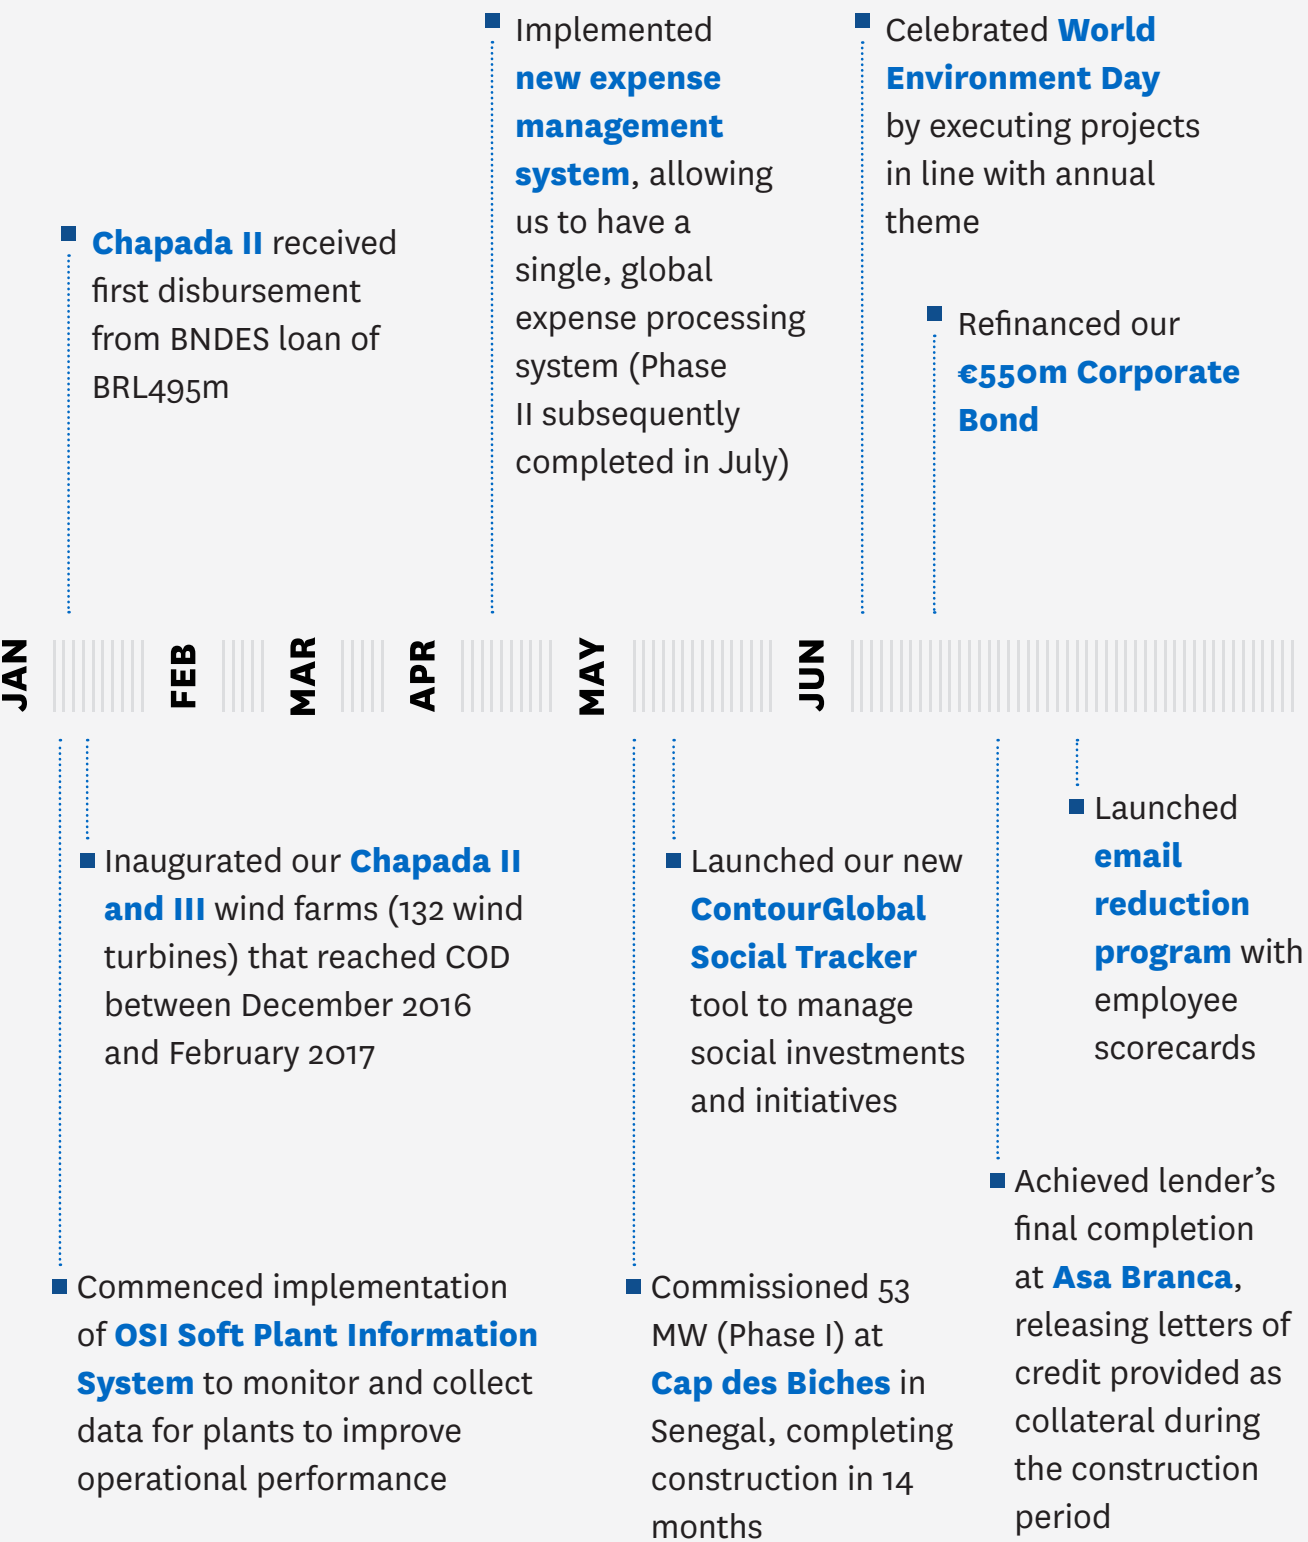 Chapada II received
first disbursement
from BNDES loan of
BRL495m
Implemented
new expense
management
system, allowing
us to have a
single, global
expense processing
system (Phase
II subsequently
completed in July)
Celebrated World
Environment Day
by executing projects
in line with annual
theme
Refinanced our
€550m Corporate
Bond
JAN
FEB
MAR
APR
MAY
JUN
Inaugurated our Chapada II
and III wind farms (132 wind
turbines) that reached COD
between December 2016
and February 2017
Commenced implementation
of OSI Soft Plant Information
System to monitor and collect
data for plants to improve
operational performance
Launched our new
ContourGlobal
Social Tracker
tool to manage
social investments
and initiatives
Commissioned 53
MW (Phase I) at
Cap des Biches in
Senegal, completing
construction in 14
months
Launched
email
reduction
program with
employee
scorecards
Achieved lender’s
final completion
at Asa Branca,
releasing letters of
credit provided as
collateral during
the construction
period